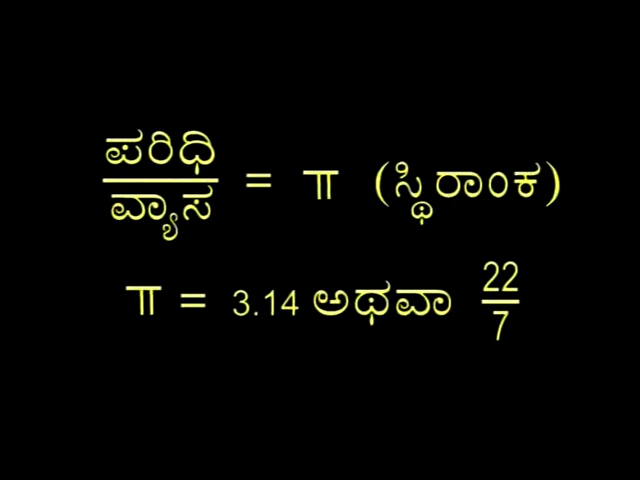 ಪರಿಧಿ / ವ್ಯಾಸ = π (ಸ್ಥಿರಾಂಕ)
π = 3.14 ಅಥವಾ 22/7